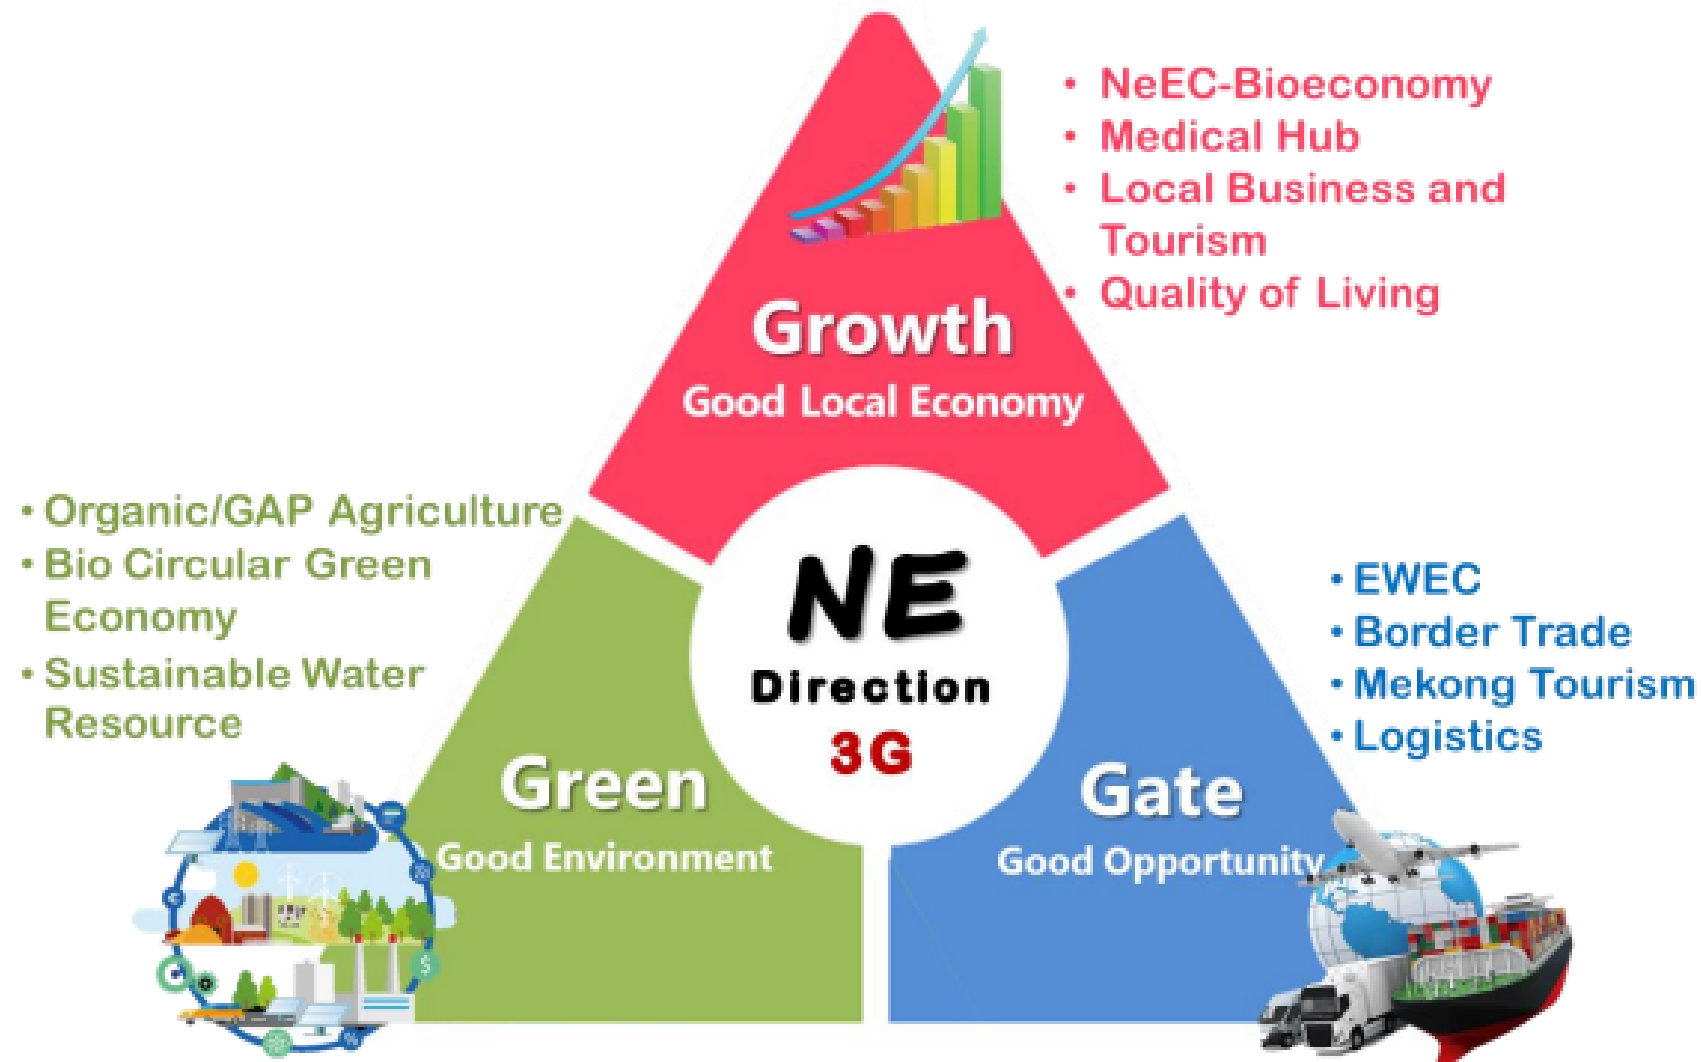 • NeEC-Bioeconomy
• Medical Hub
• Local Business and
Tourism
• Quality of Living
Growth
Good Local Economy
• Organic/GAP Agriculture
• Bio Circular Green
Economy
• Sustainable Water
Resource
NE
Direction
3G
• EWEC
• Border Trade
• Mekong Tourism
• Logistics
Green
Good Environment
Gate
Good Opportunity
$